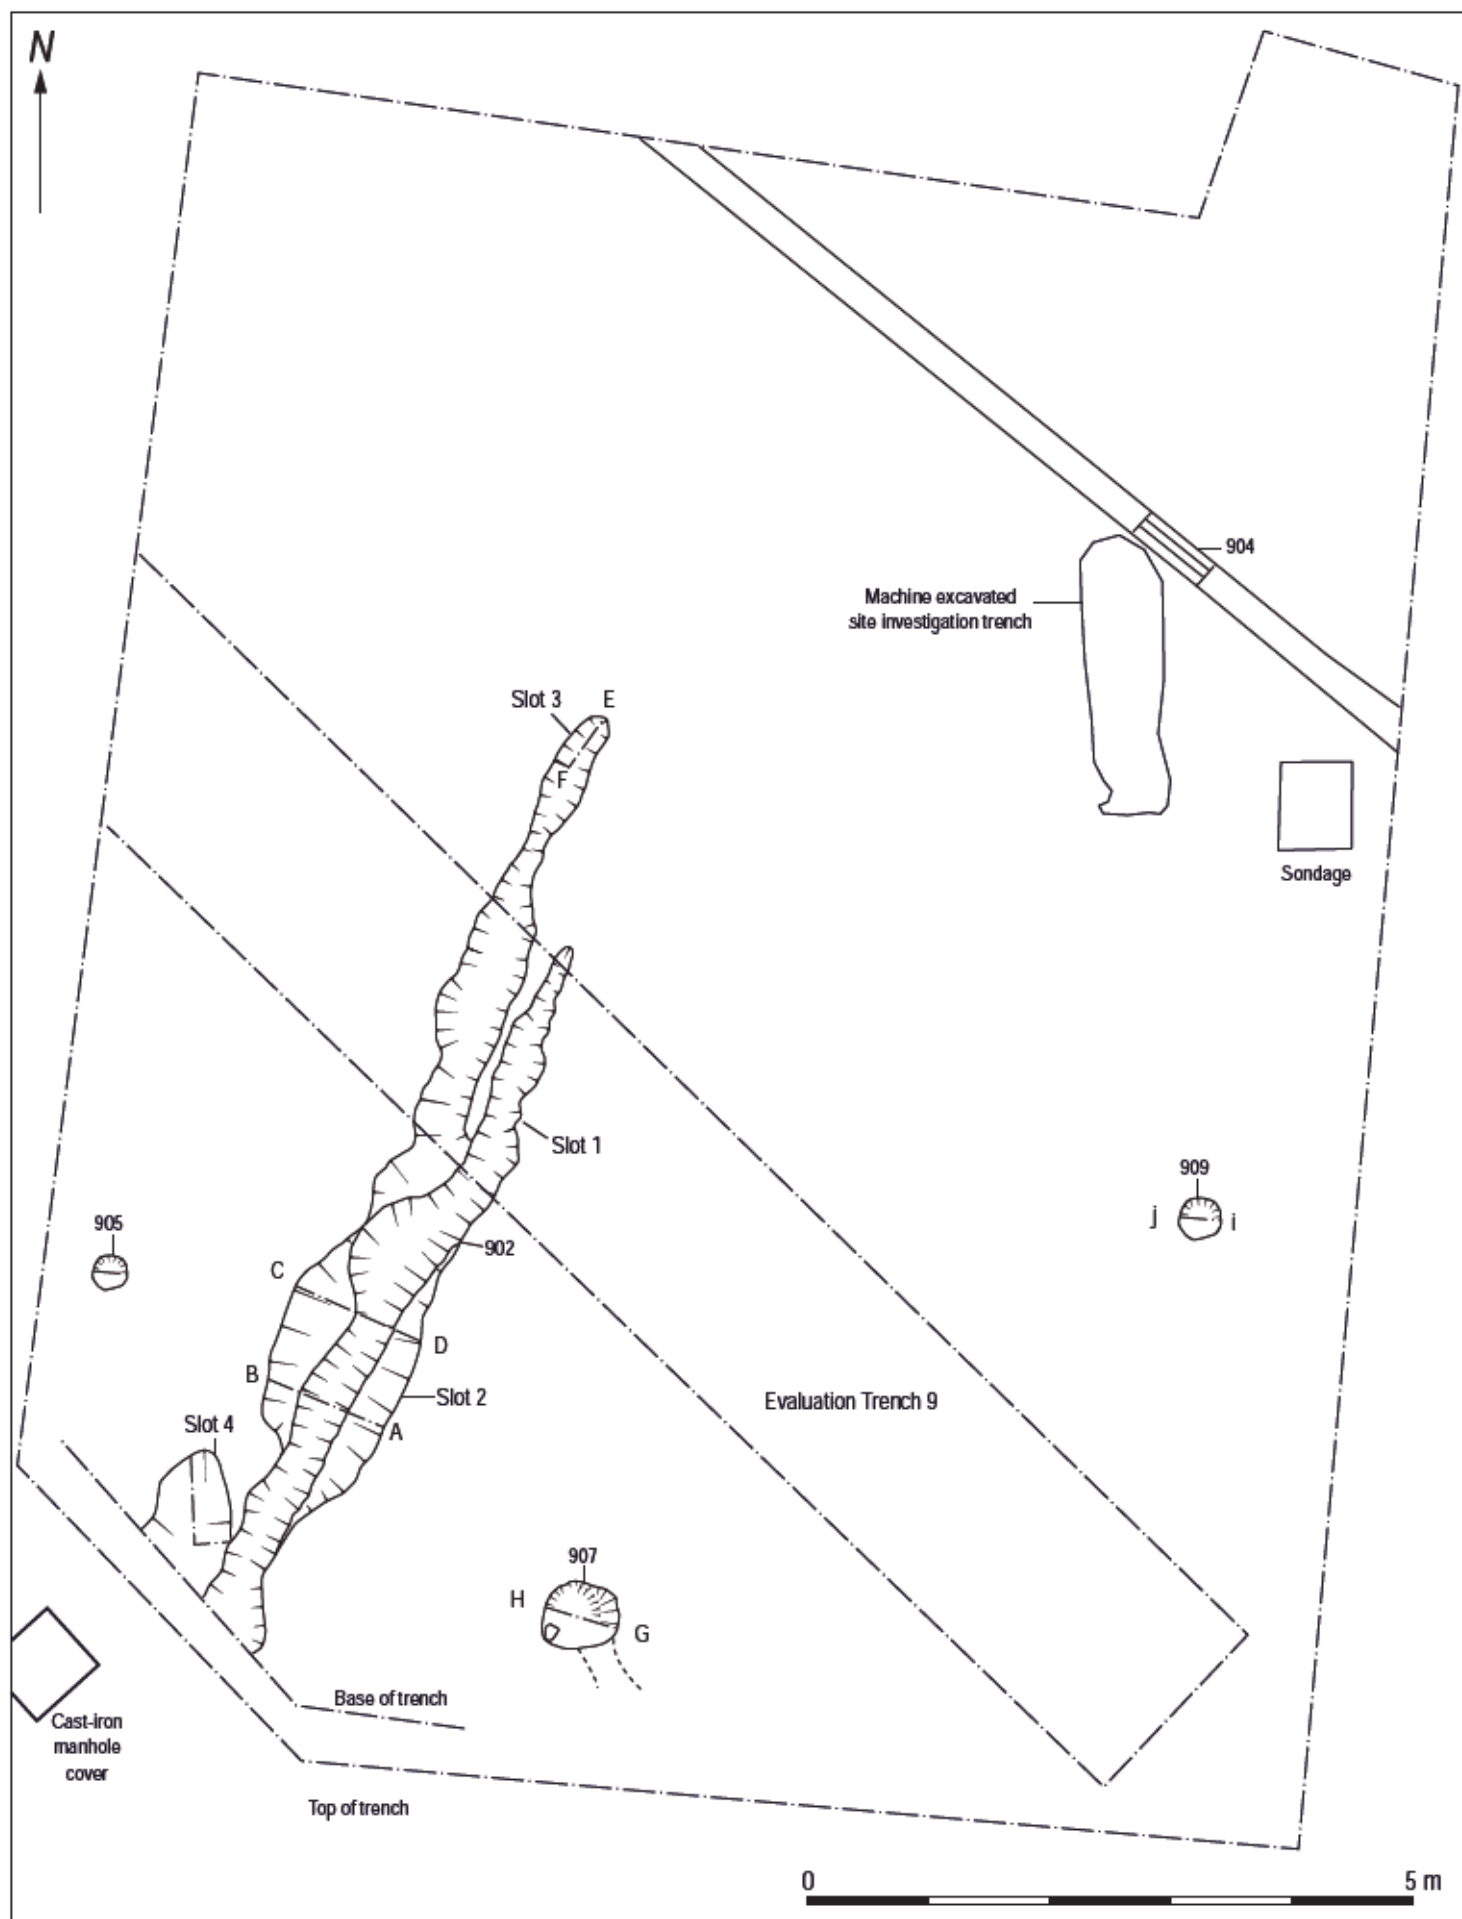 N
904
Machine excavated
site investigation trench
Slot 3
E
F
Sondage
Slot 1
909
j
i
905
902
C
D
B
Slot 2
A
Evaluation Trench 9
Slot 4
907
H
G
Base of trench
Cast-iron
manhole
cover
Top of trench
0
5 m